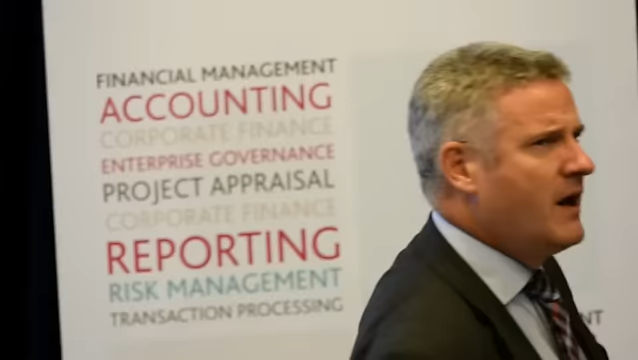 FINANCIAL MANAGEMENT
ACCOUNTING
CORPORATE FINANCE
ENTERPRISE GOVERNANCE
PROJECT APPRAISAL
CORPORATE FINANCE
REPORTING
RISK MANAGEMENT
TRANSACTION PROCESSING